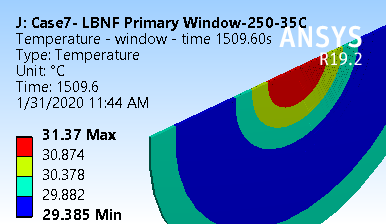 J: Case7- LBNF Primary Window-250-35C
Temperature - window - time 1509.60s
Type: Temperature
Unit: °C
Time: 1509.6
1/31/2020 11:44 AM
ANSYS
R19.2
31.37 Max
30.874
30.378
29.882
29.385 Min